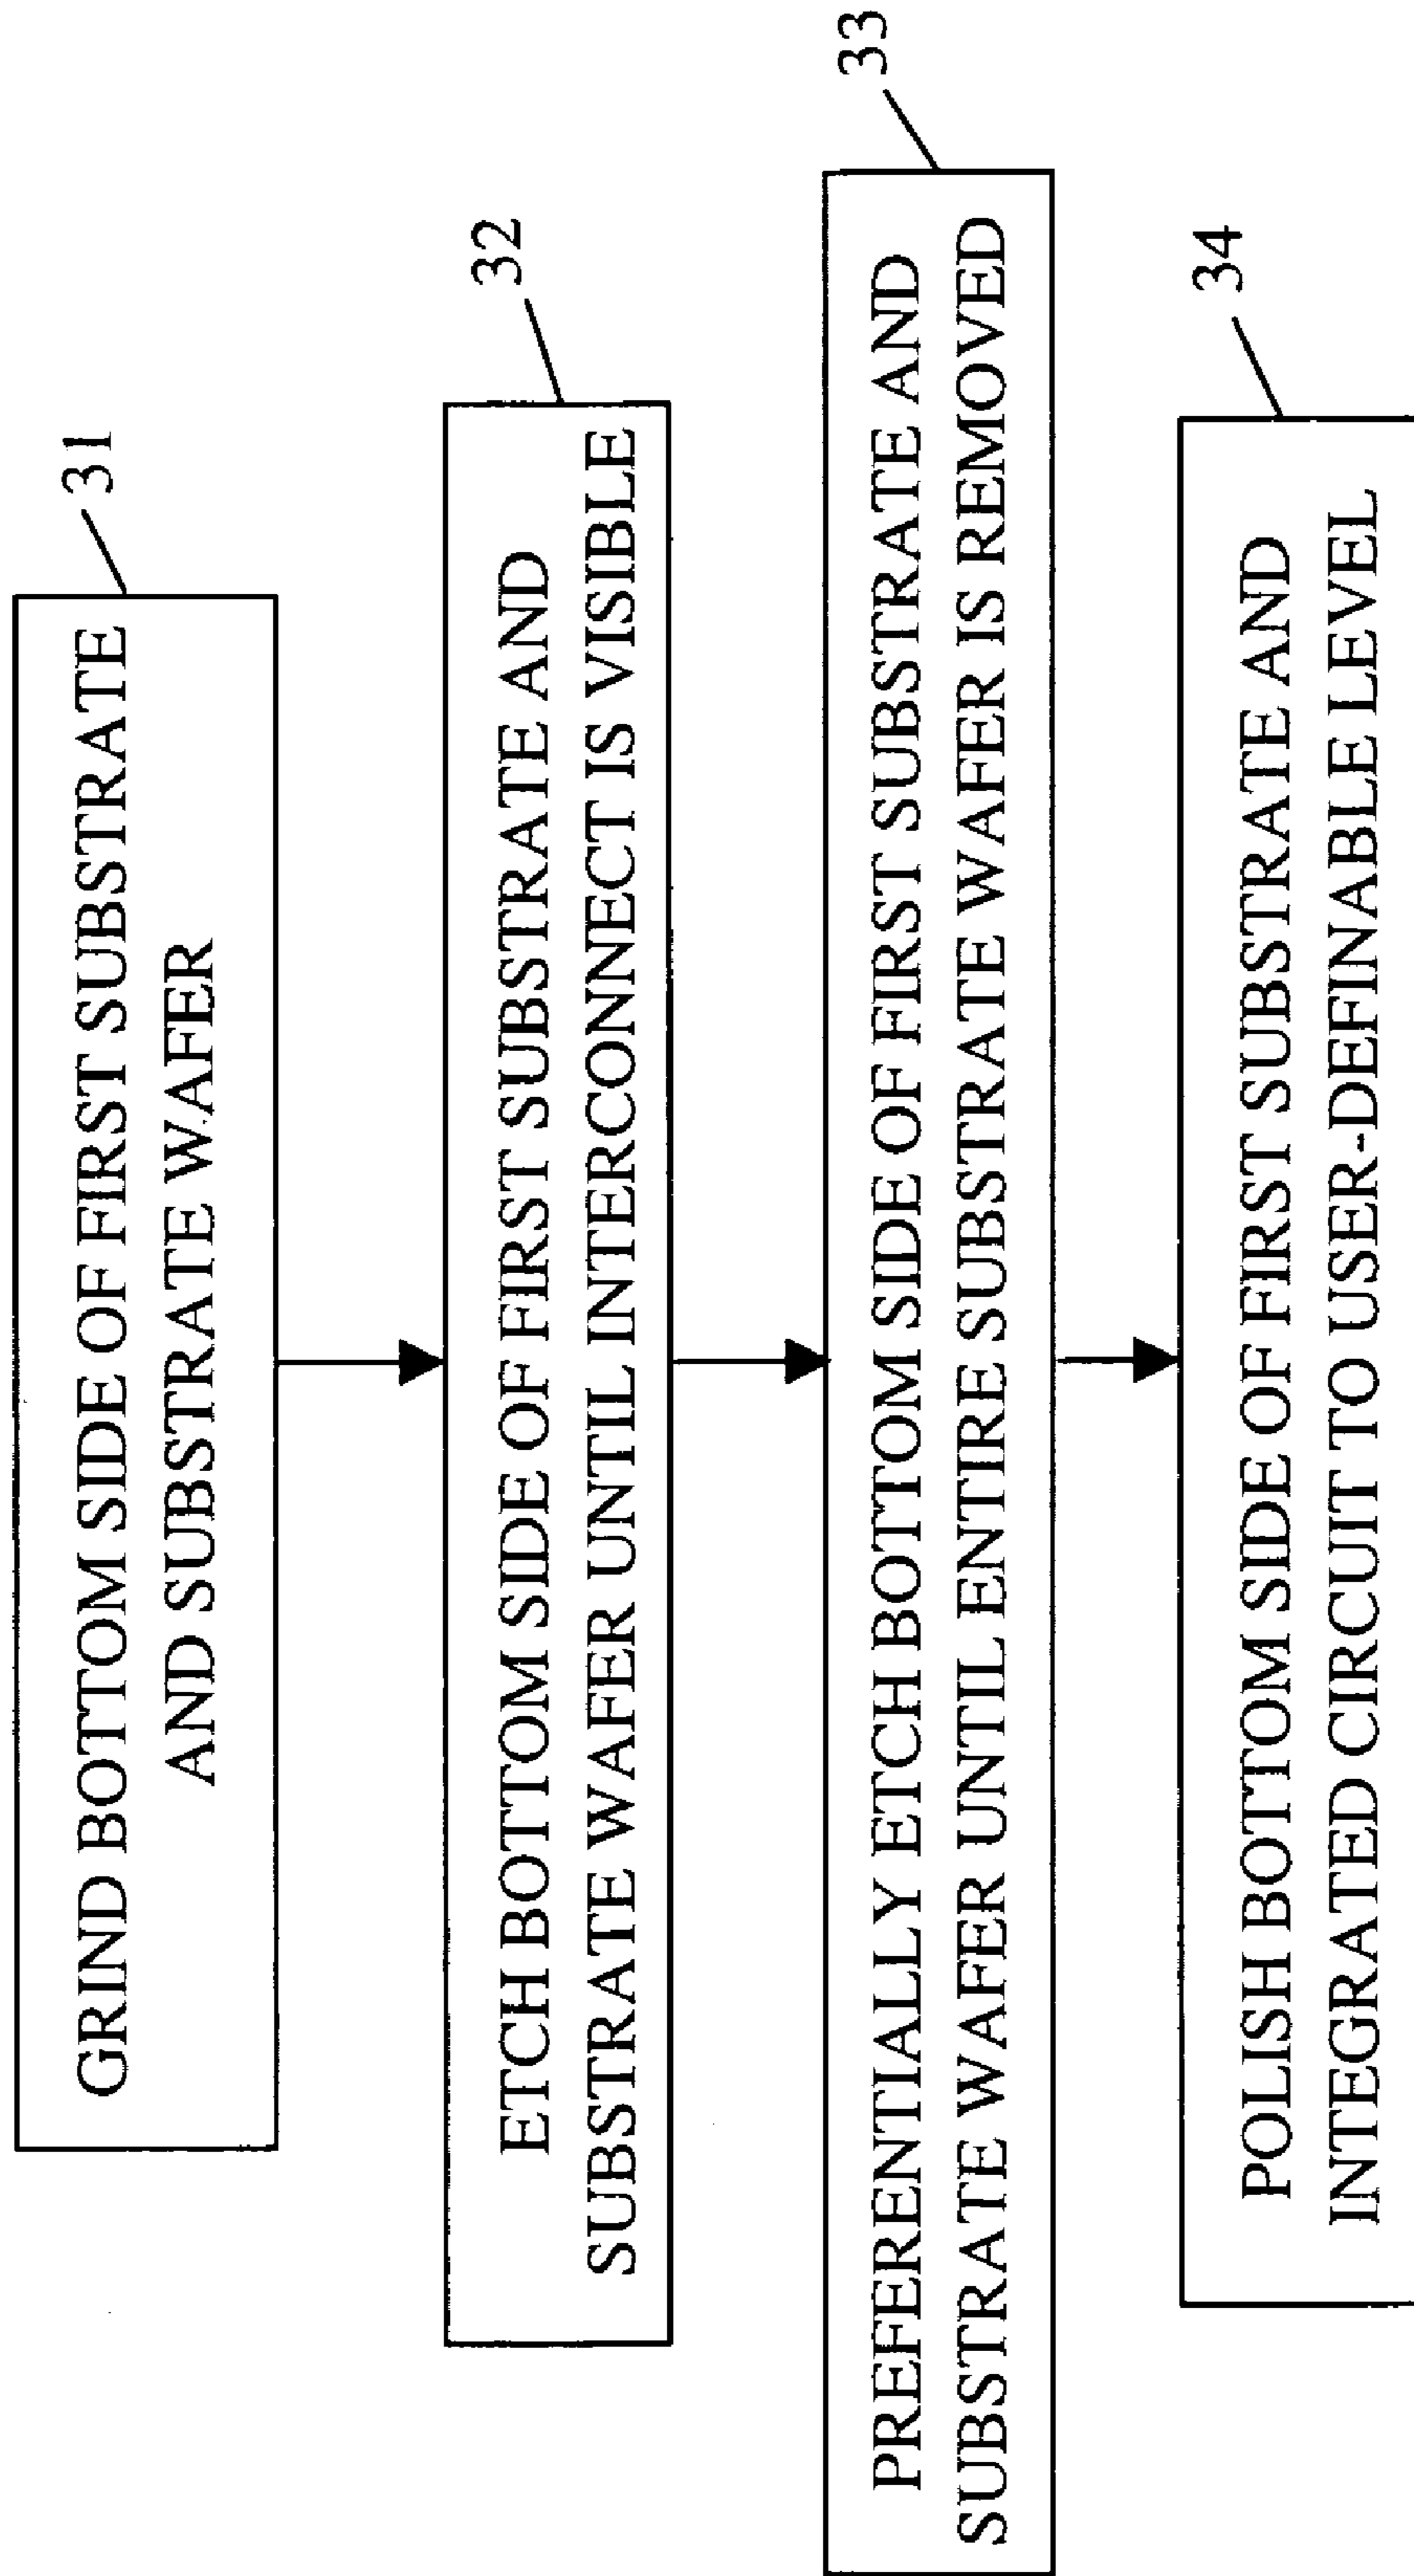 31
GRIND BOTTOM SIDE OF FIRST SUBSTRATE
AND SUBSTRATE WAFER
32
ETCH BOTTOM SIDE OF FIRST SUBSTRATE AND
SUBSTRATE WAFER UNTIL INTERCONNECT IS VISIBLE
33
PREFERENTIALLY ETCH BOTTOM SIDE OF FIRST SUBSTRATE AND
SUBSTRATE WAFER UNTIL ENTIRE SUBSTRATE WAFER IS REMOVED
34
POLISH BOTTOM SIDE OF FIRST SUBSTRATE AND
INTEGRATED CIRCUIT TO USER-DEFINABLE LEVEL